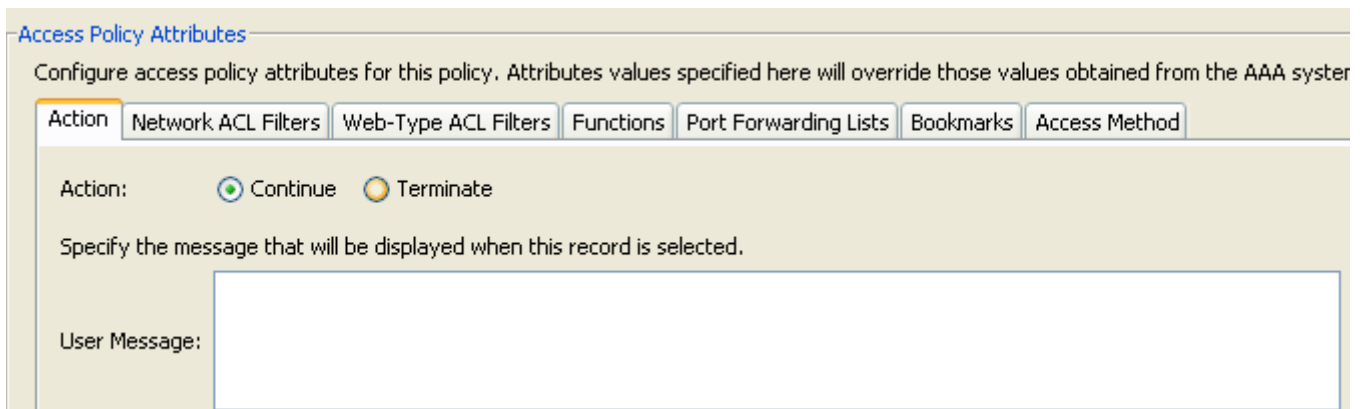 Access Policy Attributes
Configure access policy attributes for this policy. Attributes values specified here will override those values obtained from the AAA system
Action Network ACL Filters Web-Type ACL Filters Functions Port Forwarding Lists Bookmarks Access Method
Action: Continue Terminate
Specify the message that will be displayed when this record is selected.
User Message: